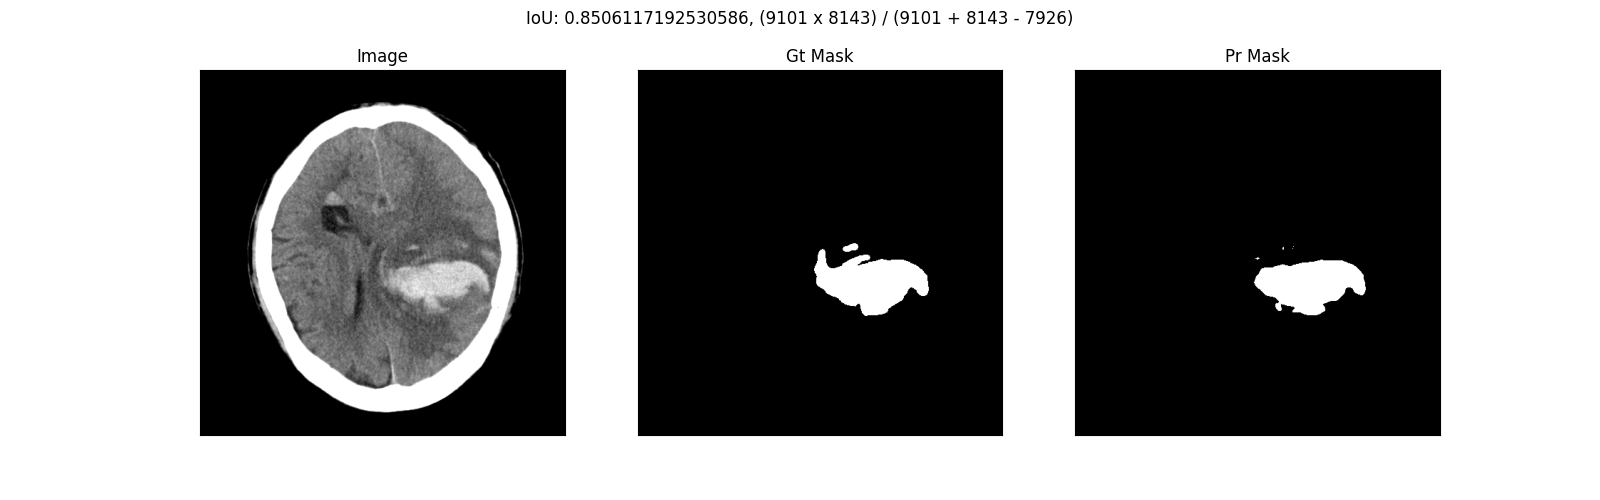 IoU: 0.8506117192530586, (9101 x 8143) / (9101 + 8143 - 7926)
Image
Gt Mask
Pr Mask